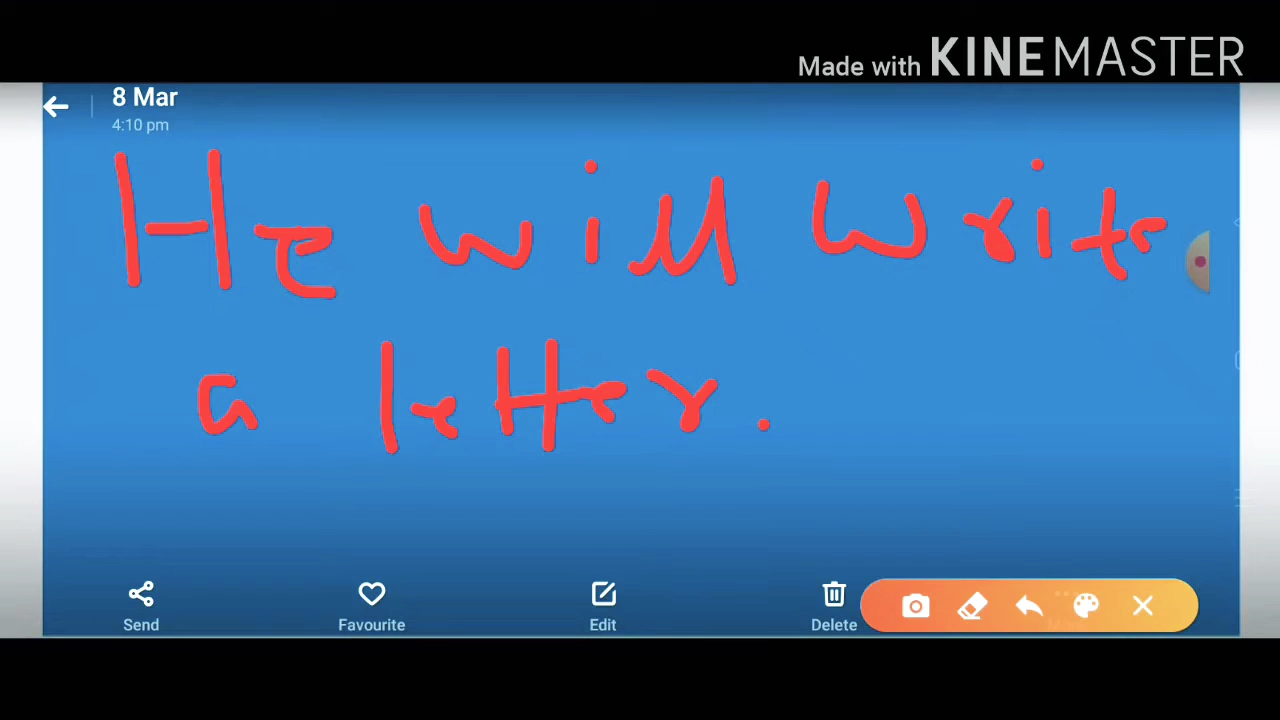 Made with KINEMASTER
8 Mar
4:10 pm
He will write
a letter.
Send Favourite Edit Delete